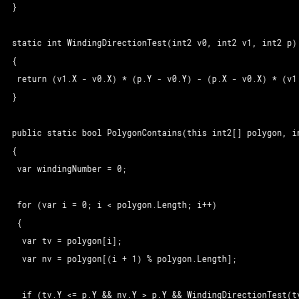 }
static int WindingDirectionTest(int2 v0, int2 v1, int2 p)
{
return (v1.X - v0.X) * (p.Y - v0.Y) - (p.X - v0.X) * (v1
}
public static bool PolygonContains(this int2[] polygon, in
{
var windingNumber = 0;
for (var i = 0; i < polygon.Length; i++)
{
var tv = polygon[i];
var nv = polygon[(i + 1) % polygon.Length];
if (tv.Y <= p.Y && nv.Y > p.Y && WindingDirectionTest(tv